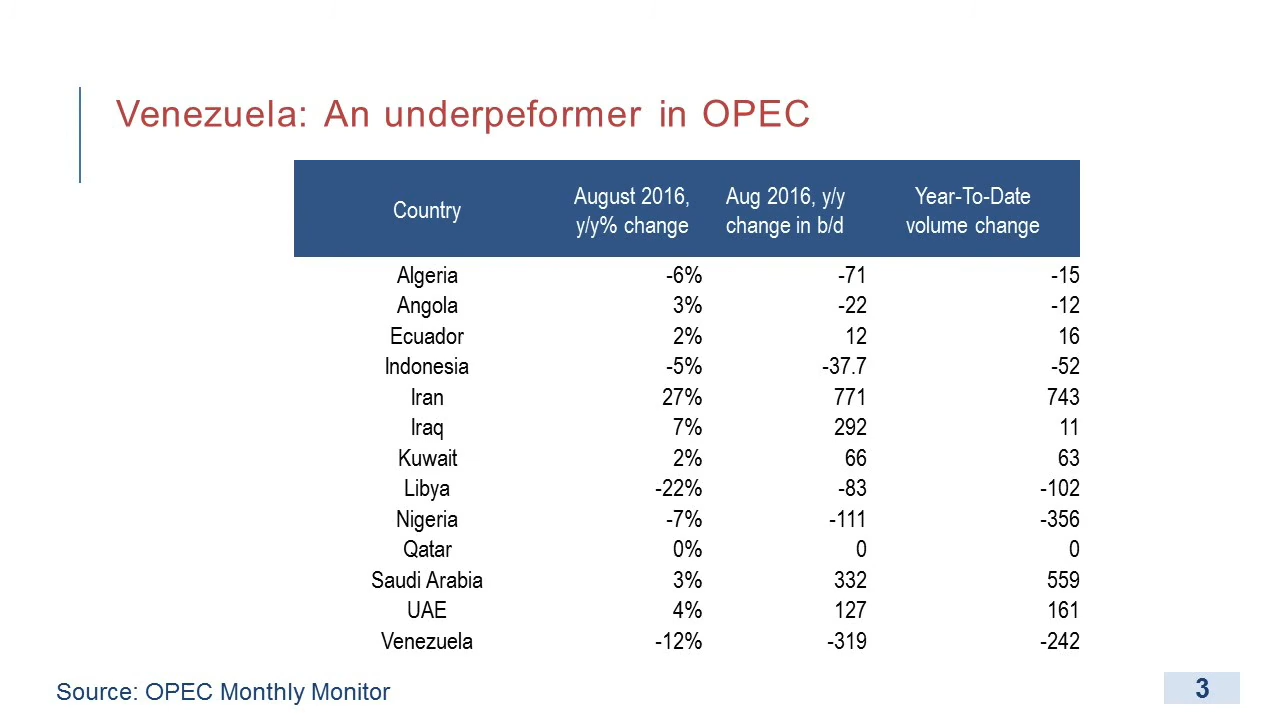 Venezuela: An underpeformer in OPEC
Country August 2016, y/y% change Aug 2016, y/y change in b/d Year-To-Date volume change
Algeria -6% -71 -15
Angola 3% -22 -12
Ecuador 2% 12 16
Indonesia -5% -37.7 -52
Iran 27% 771 743
Iraq 7% 292 11
Kuwait 2% 66 63
Libya -22% -83 -102
Nigeria -7% -111 -356
Qatar 0% 0 0
Saudi Arabia 3% 332 559
UAE 4% 127 161
Venezuela -12% -319 -242
Source: OPEC Monthly Monitor
3